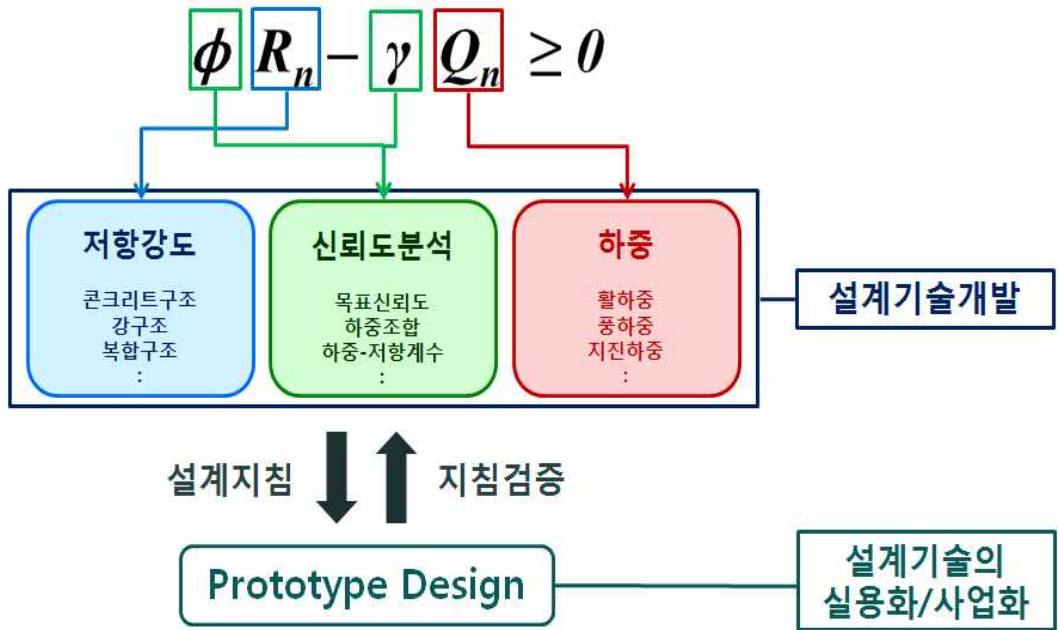 ϕ Rₙ – γ Qₙ ≥ 0
저항강도
콘크리트구조
강구조
복합구조
:
신뢰도분석
목표신뢰도
하중조합
하중-저항계수
:
하중
활하중
풍하중
지진하중
:
설계기술개발
설계지침
지침검증
Prototype Design
설계기술의
실용화/사업화